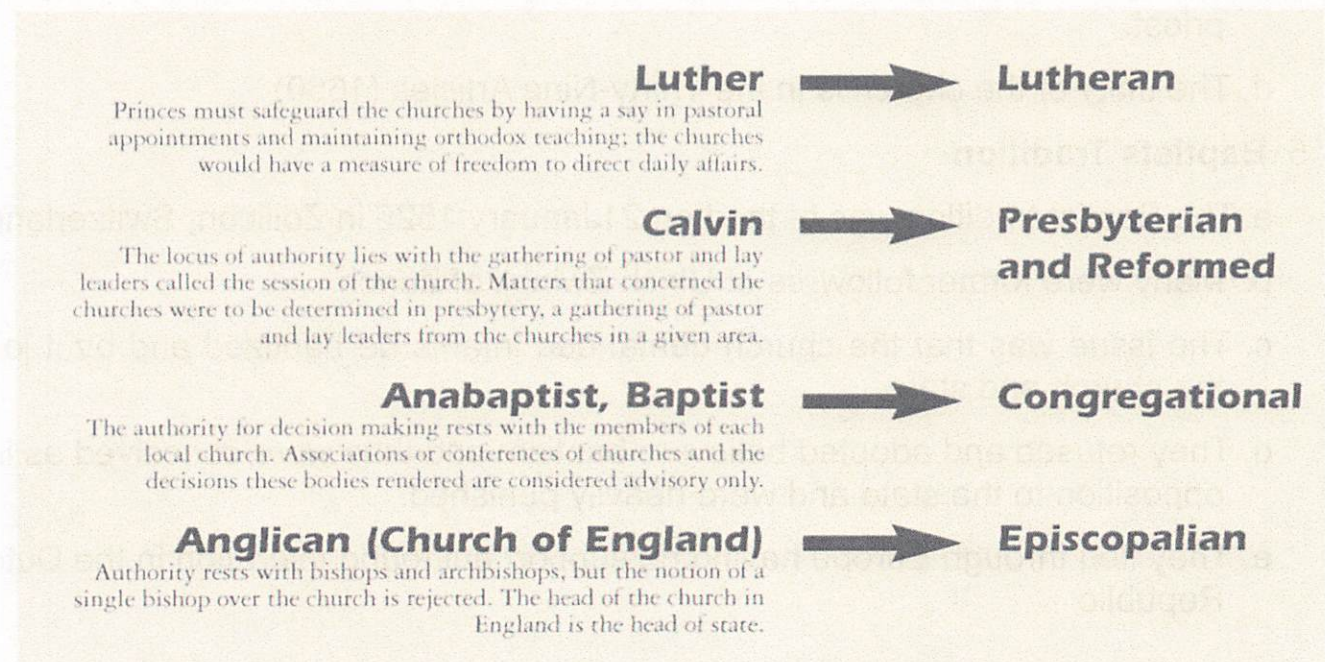 Luther Lutheran
Princes must safeguard the churches by having a say in pastoral
appointments and maintaining orthodox teaching; the churches
would have a measure of freedom to direct daily affairs.
Calvin Presbyterian
and Reformed
The locus of authority lies with the gathering of pastor and lay
leaders called the session of the church. Matters that concerned the
churches were to be determined in presbytery, a gathering of pastor
and lay leaders from the churches in a given area.
Anabaptist, Baptist Congregational
The authority for decision making rests with the members of each
local church. Associations or conferences of churches and the
decisions these bodies rendered are considered advisory only.
Anglican (Church of England) Episcopalian
Authority rests with bishops and archbishops, but the notion of a
single bishop over the church is rejected. The head of the church in
England is the head of state.